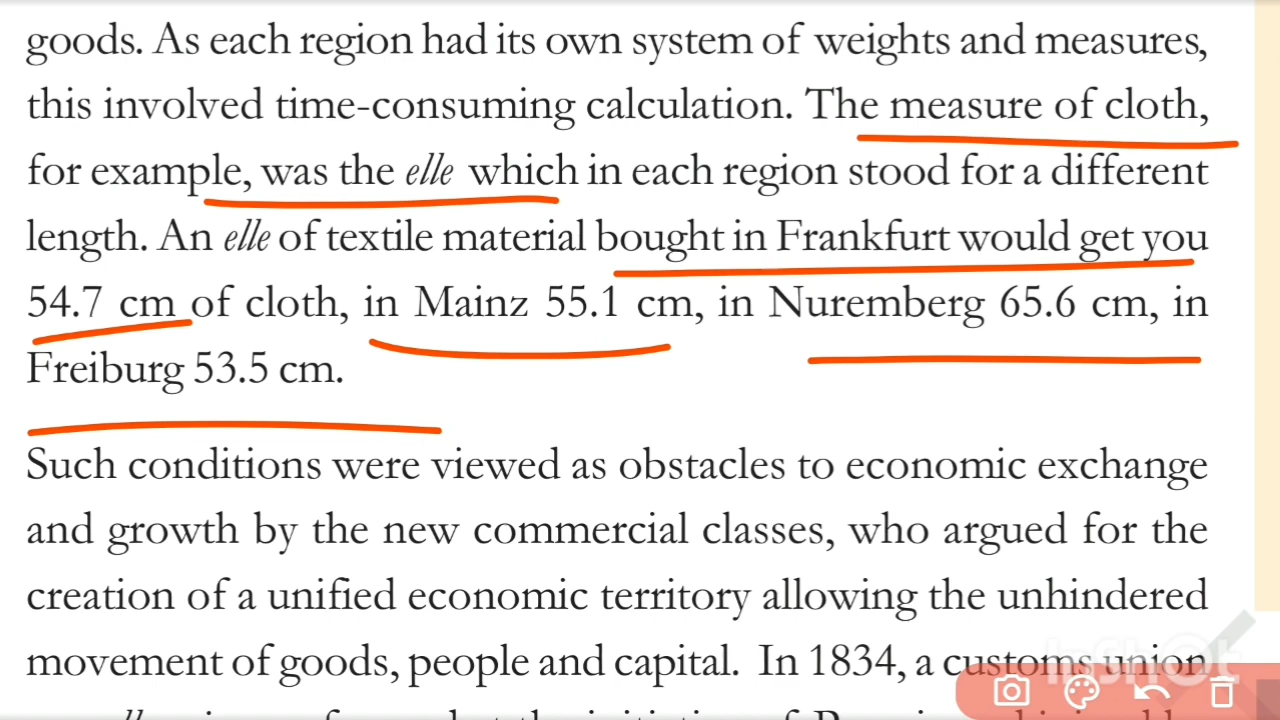 goods. As each region had its own system of weights and measures,
this involved time-consuming calculation. The measure of cloth,
for example, was the elle which in each region stood for a different
length. An elle of textile material bought in Frankfurt would get you
54.7 cm of cloth, in Mainz 55.1 cm, in Nuremberg 65.6 cm, in
Freiburg 53.5 cm.
Such conditions were viewed as obstacles to economic exchange
and growth by the new commercial classes, who argued for the
creation of a unified economic territory allowing the unhindered
movement of goods, people and capital. In 1834, a customs union
InShOt